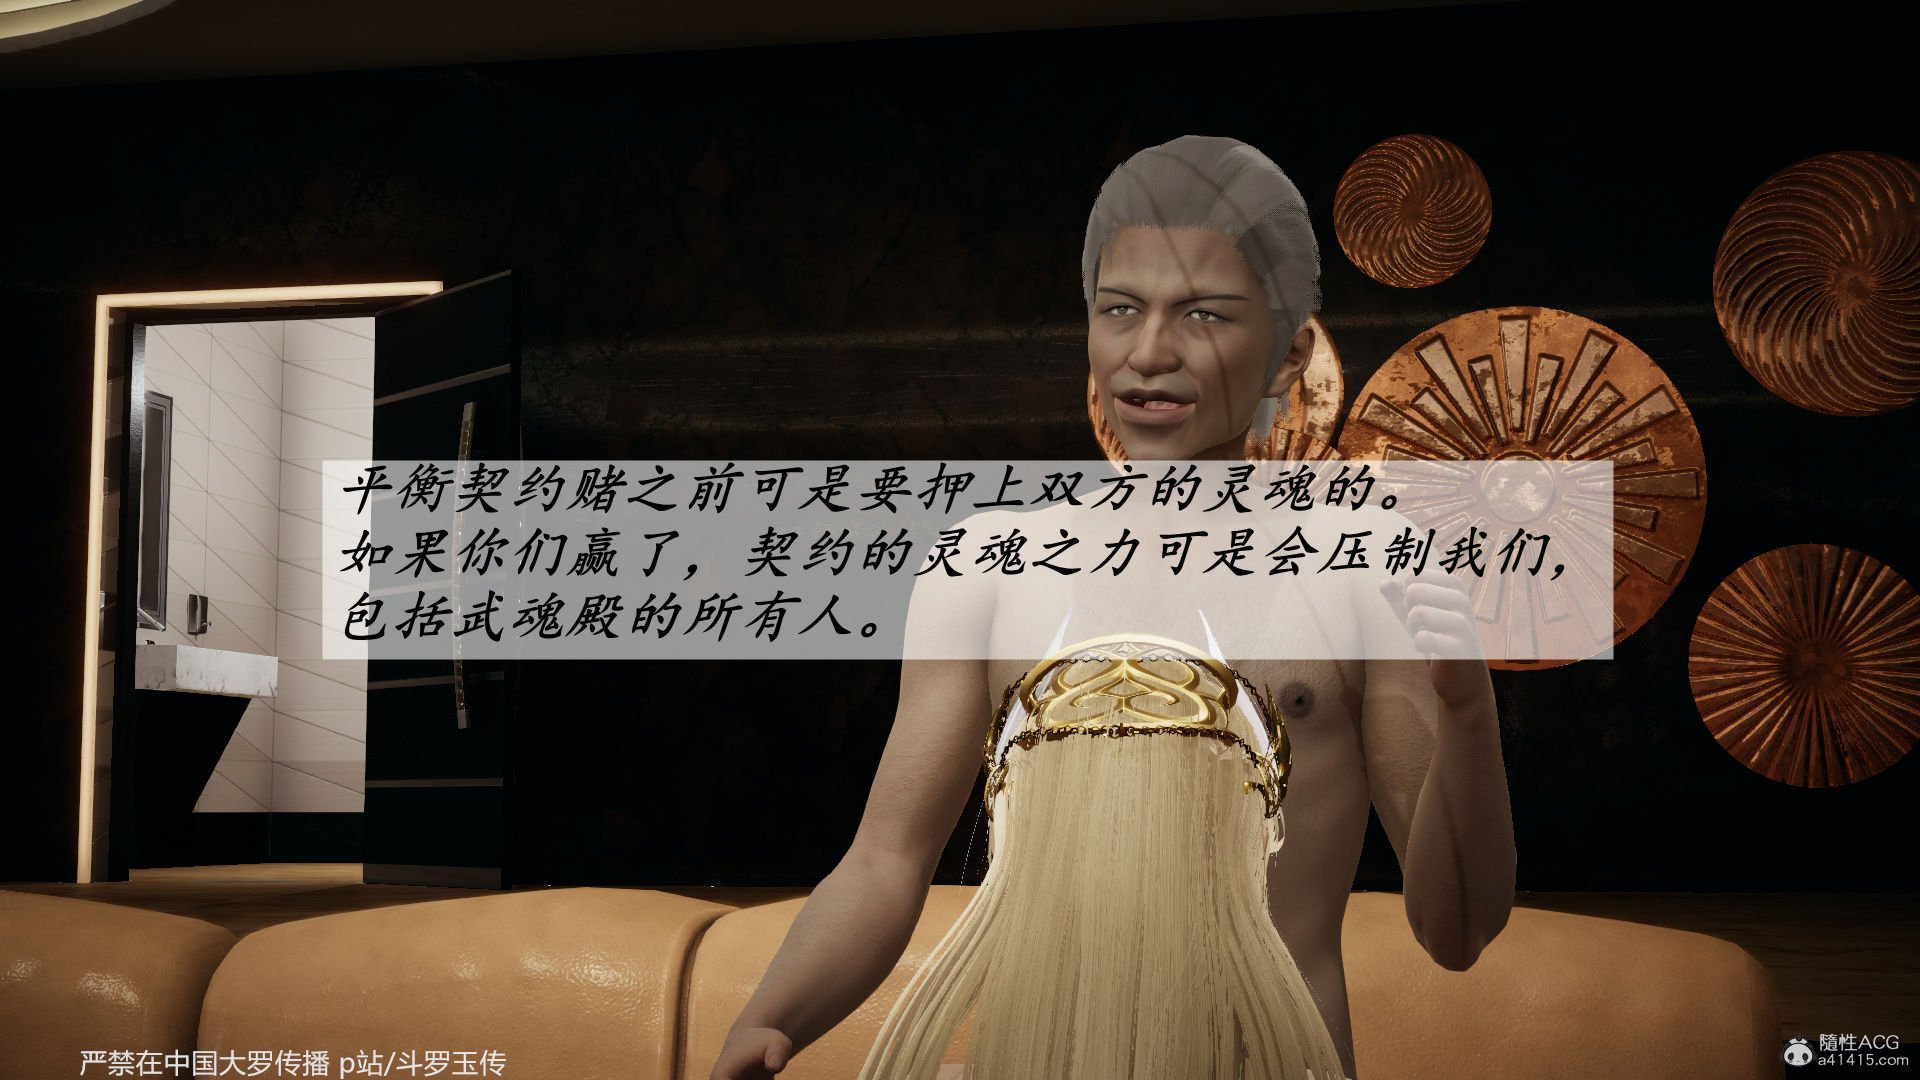 平衡契约赌之前可是要押上双方的灵魂的。
如果你们赢了，契约的灵魂之力可是会压制我们，
包括武魂殿的所有人。
严禁在中国大罗传播 p站/斗罗玉传
隨性ACG
a41415.com